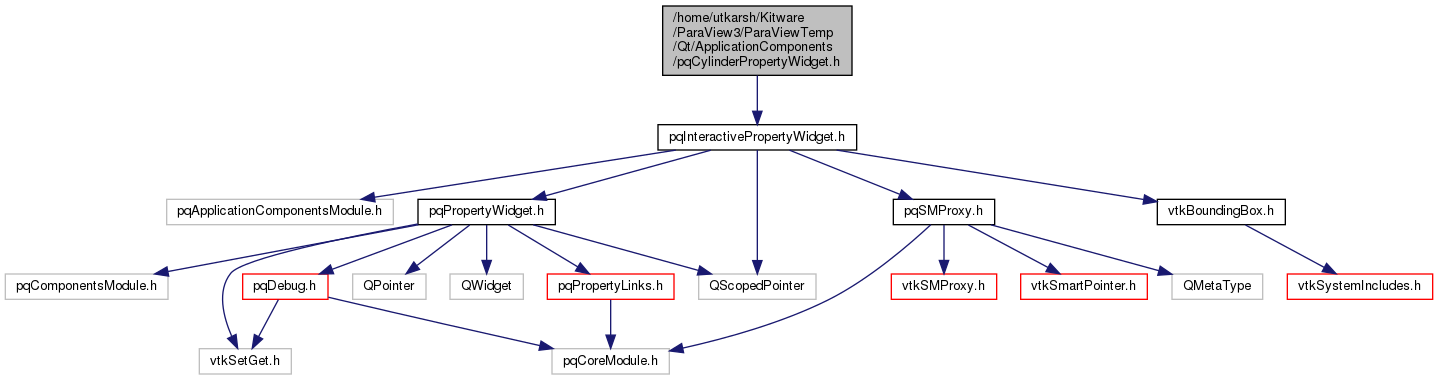 /home/utkarsh/Kitware
/ParaView3/ParaViewTemp
/Qt/ApplicationComponents
/pqCylinderPropertyWidget.h
pqInteractivePropertyWidget.h
pqApplicationComponentsModule.h
pqPropertyWidget.h
pqSMProxy.h
vtkBoundingBox.h
pqComponentsModule.h
pqDebug.h
QPointer
QWidget
pqPropertyLinks.h
QScopedPointer
vtkSMProxy.h
vtkSmartPointer.h
QMetaType
vtkSystemIncludes.h
vtkSetGet.h
pqCoreModule.h